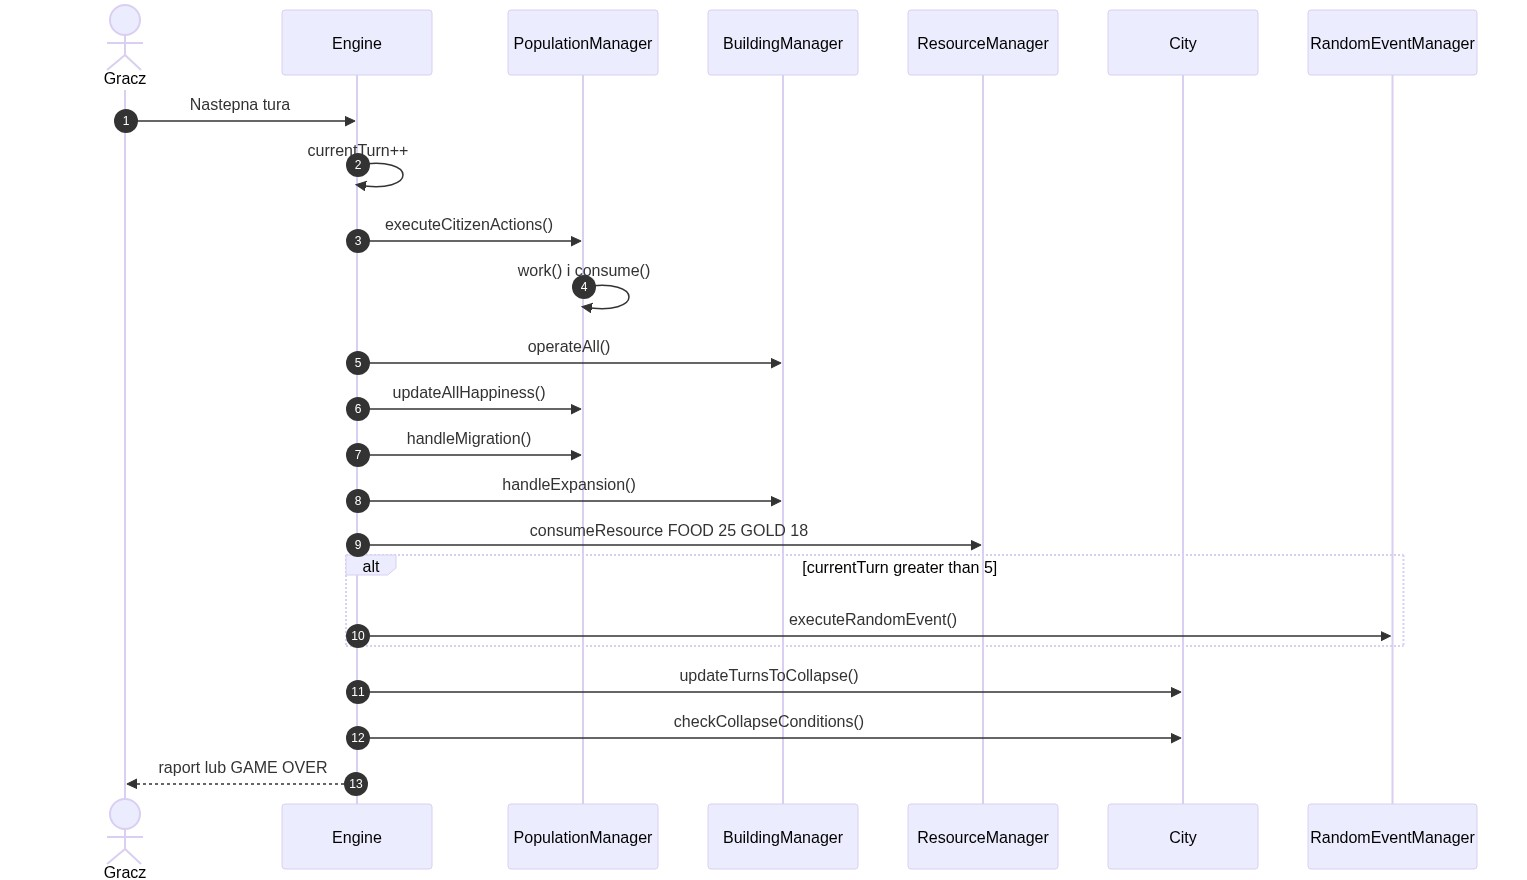 Gracz
Engine
PopulationManager
BuildingManager
ResourceManager
City
RandomEventManager
1
Nastepna tura
currentTurn++
2
executeCitizenActions()
3
work() i consume()
4
operateAll()
5
updateAllHappiness()
6
handleMigration()
7
handleExpansion()
8
consumeResource FOOD 25 GOLD 18
9
alt
[currentTurn greater than 5]
executeRandomEvent()
10
updateTurnsToCollapse()
11
checkCollapseConditions()
12
raport lub GAME OVER
13
Gracz
Engine
PopulationManager
BuildingManager
ResourceManager
City
RandomEventManager